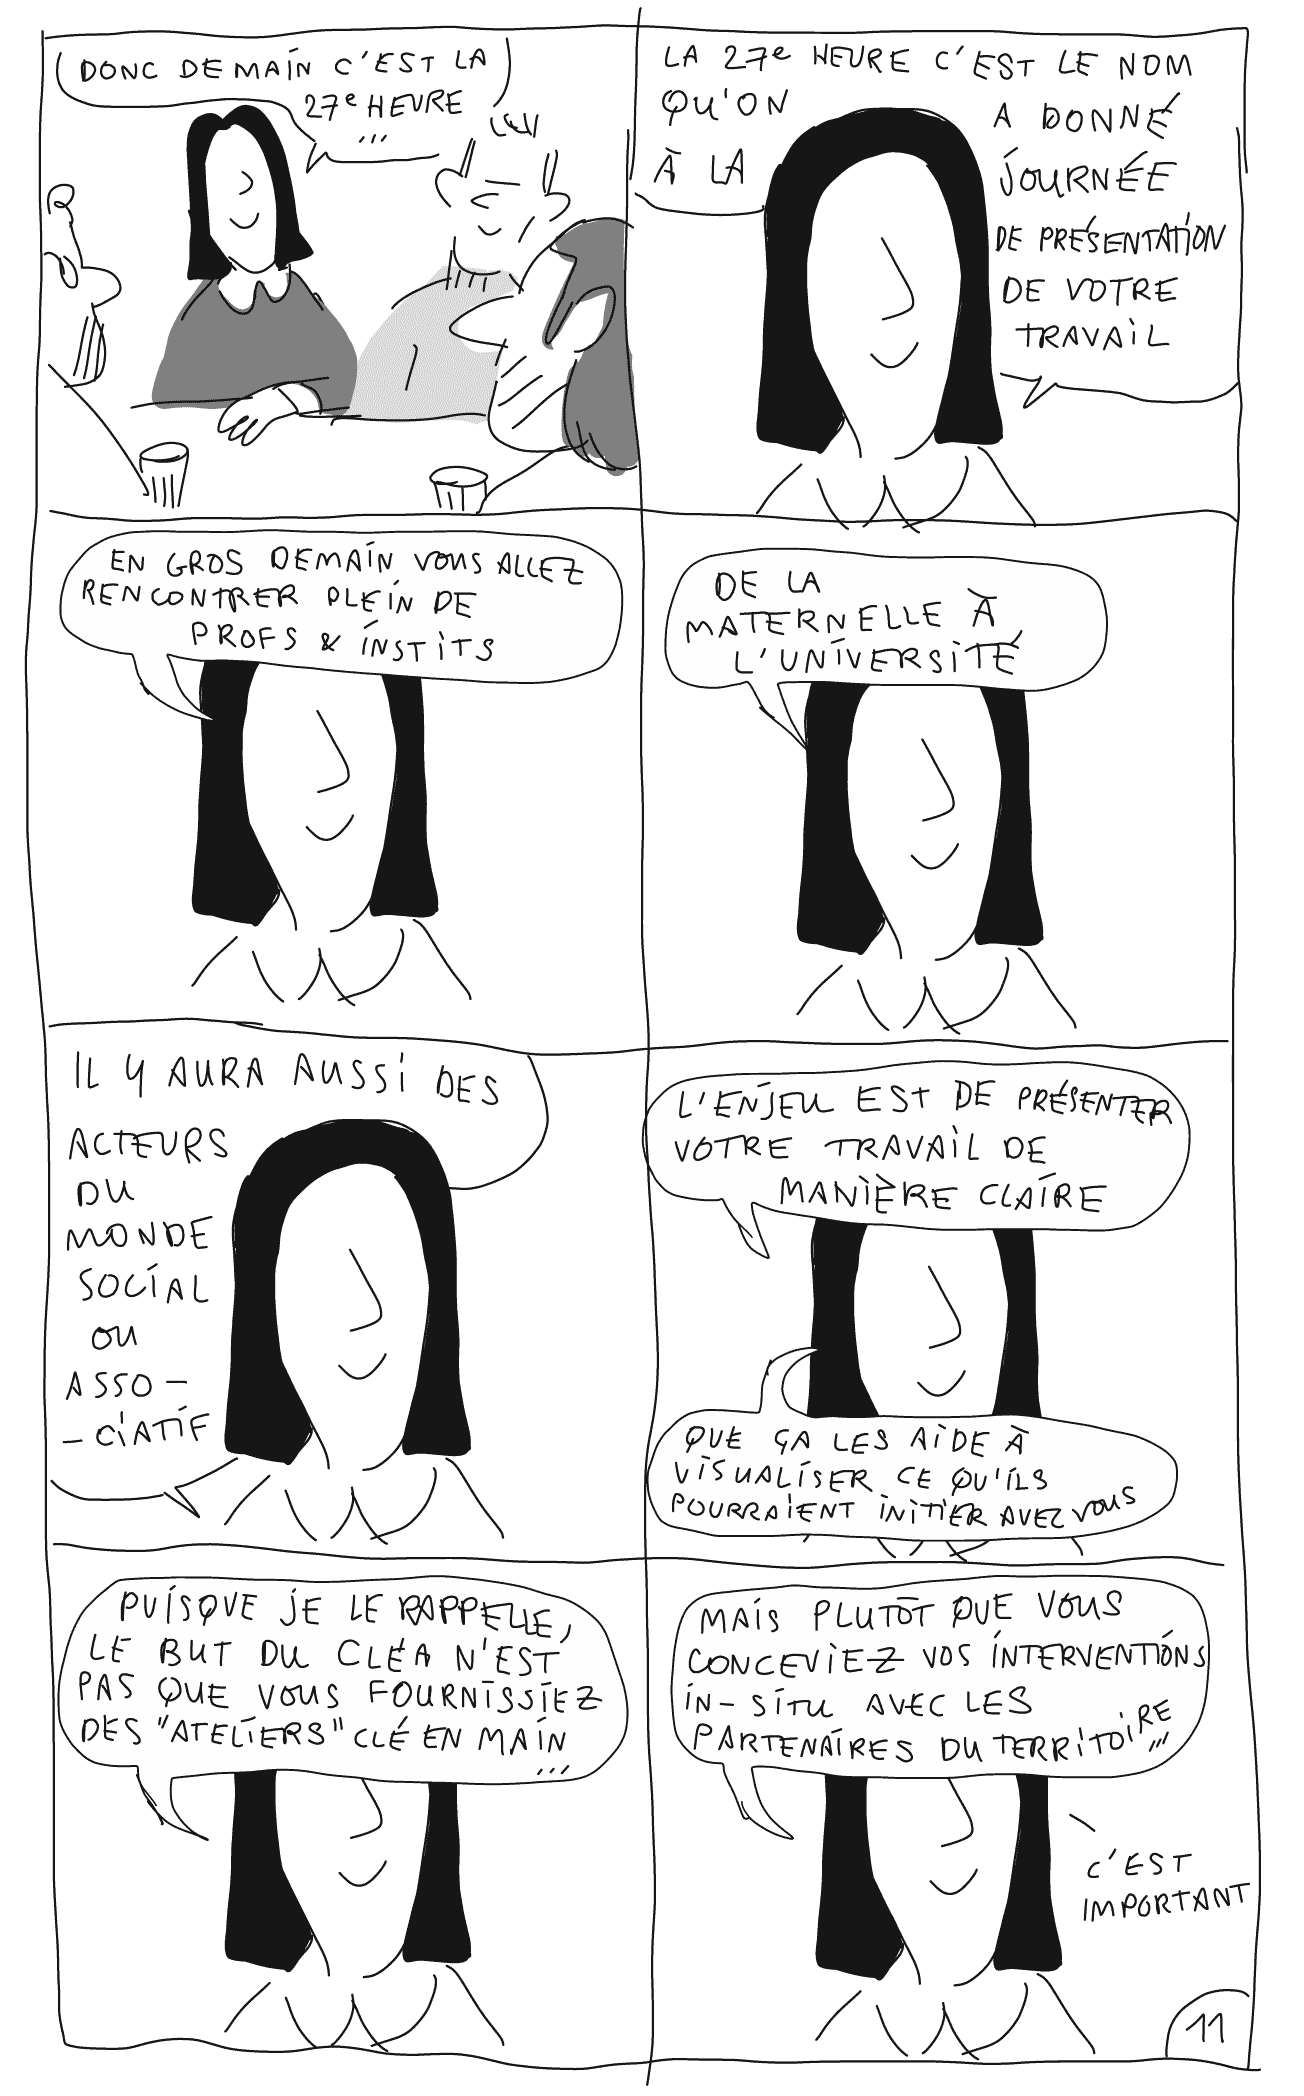 DONC DEMAIN C'EST LA
27e HEURE
...
LA 27e HEURE C'EST LE NOM
QU'ON A DONNÉ
À LA JOURNÉE
DE PRÉSENTATION
DE VOTRE
TRAVAIL
EN GROS DEMAIN VOUS ALLEZ
RENCONTRER PLEIN DE
PROFS & INSTITS
DE LA
MATERNELLE À
L'UNIVERSITÉ
IL Y AURA AUSSI DES
ACTEURS
DU
MONDE
SOCIAL
OU
ASSO-
-CIATIF
L'ENJEU EST DE PRÉSENTER
VOTRE TRAVAIL DE
MANIÈRE CLAIRE
QUE ÇA LES AIDE À
VISUALISER CE QU'ILS
POURRAIENT INITIER AVEC VOUS
PUISQUE JE LE RAPPELLE,
LE BUT DU CLÉA N'EST
PAS QUE VOUS FOURNISSIEZ
DES "ATELIERS" CLÉ EN MAIN
...
MAIS PLUTÔT QUE VOUS
CONCEVIEZ VOS INTERVENTIONS
IN-SITU AVEC LES
PARTENAIRES DU TERRITOIRE
...
C'EST
IMPORTANT
11